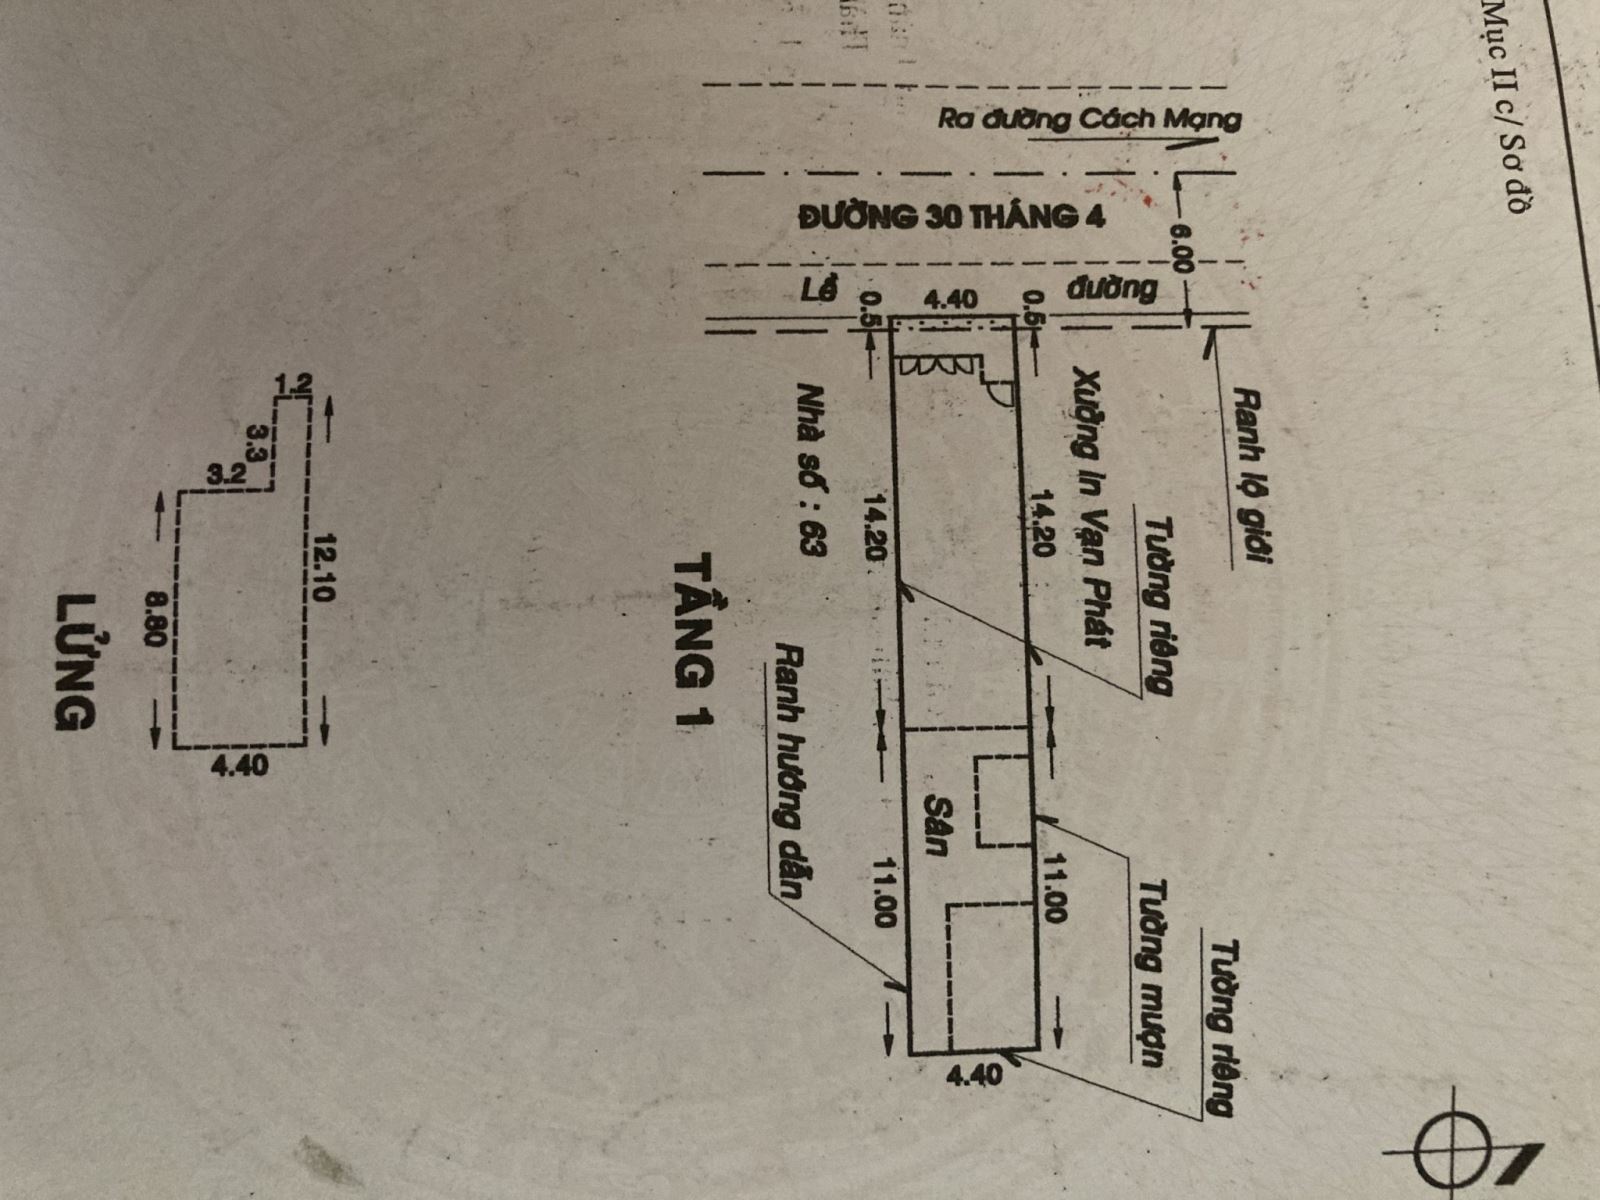 Mục II c/ Sơ đồ
Ra đường Cách Mạng
ĐƯỜNG 30 THÁNG 4
6.00
Lề
đường
0.5
4.40
0.5
Ranh lộ giới
Nhà số : 63
Xưởng In Vạn Phát
14.20
14.20
Tường riêng
TẦNG 1
Ranh hướng dẫn
Sân
11.00
11.00
Tường mượn
Tường riêng
4.40
1.2
3.3
3.2
12.10
8.80
4.40
LỬNG